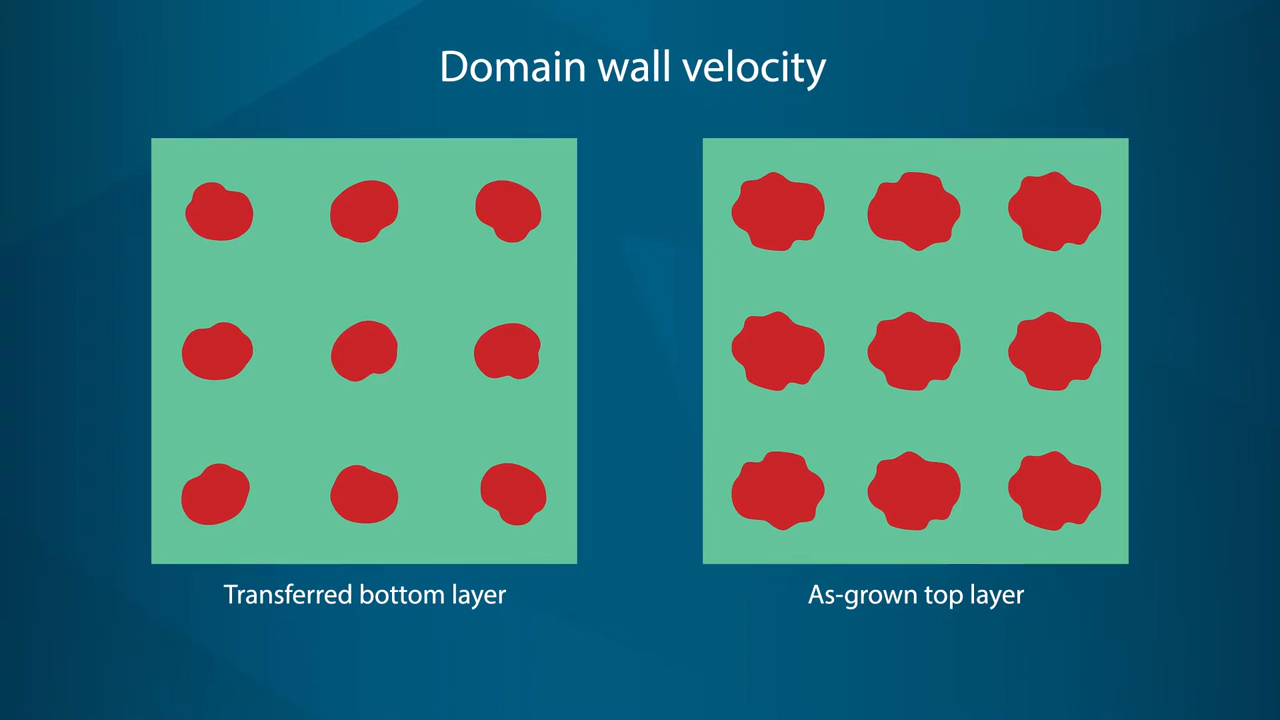 Domain wall velocity
Transferred bottom layer
As-grown top layer